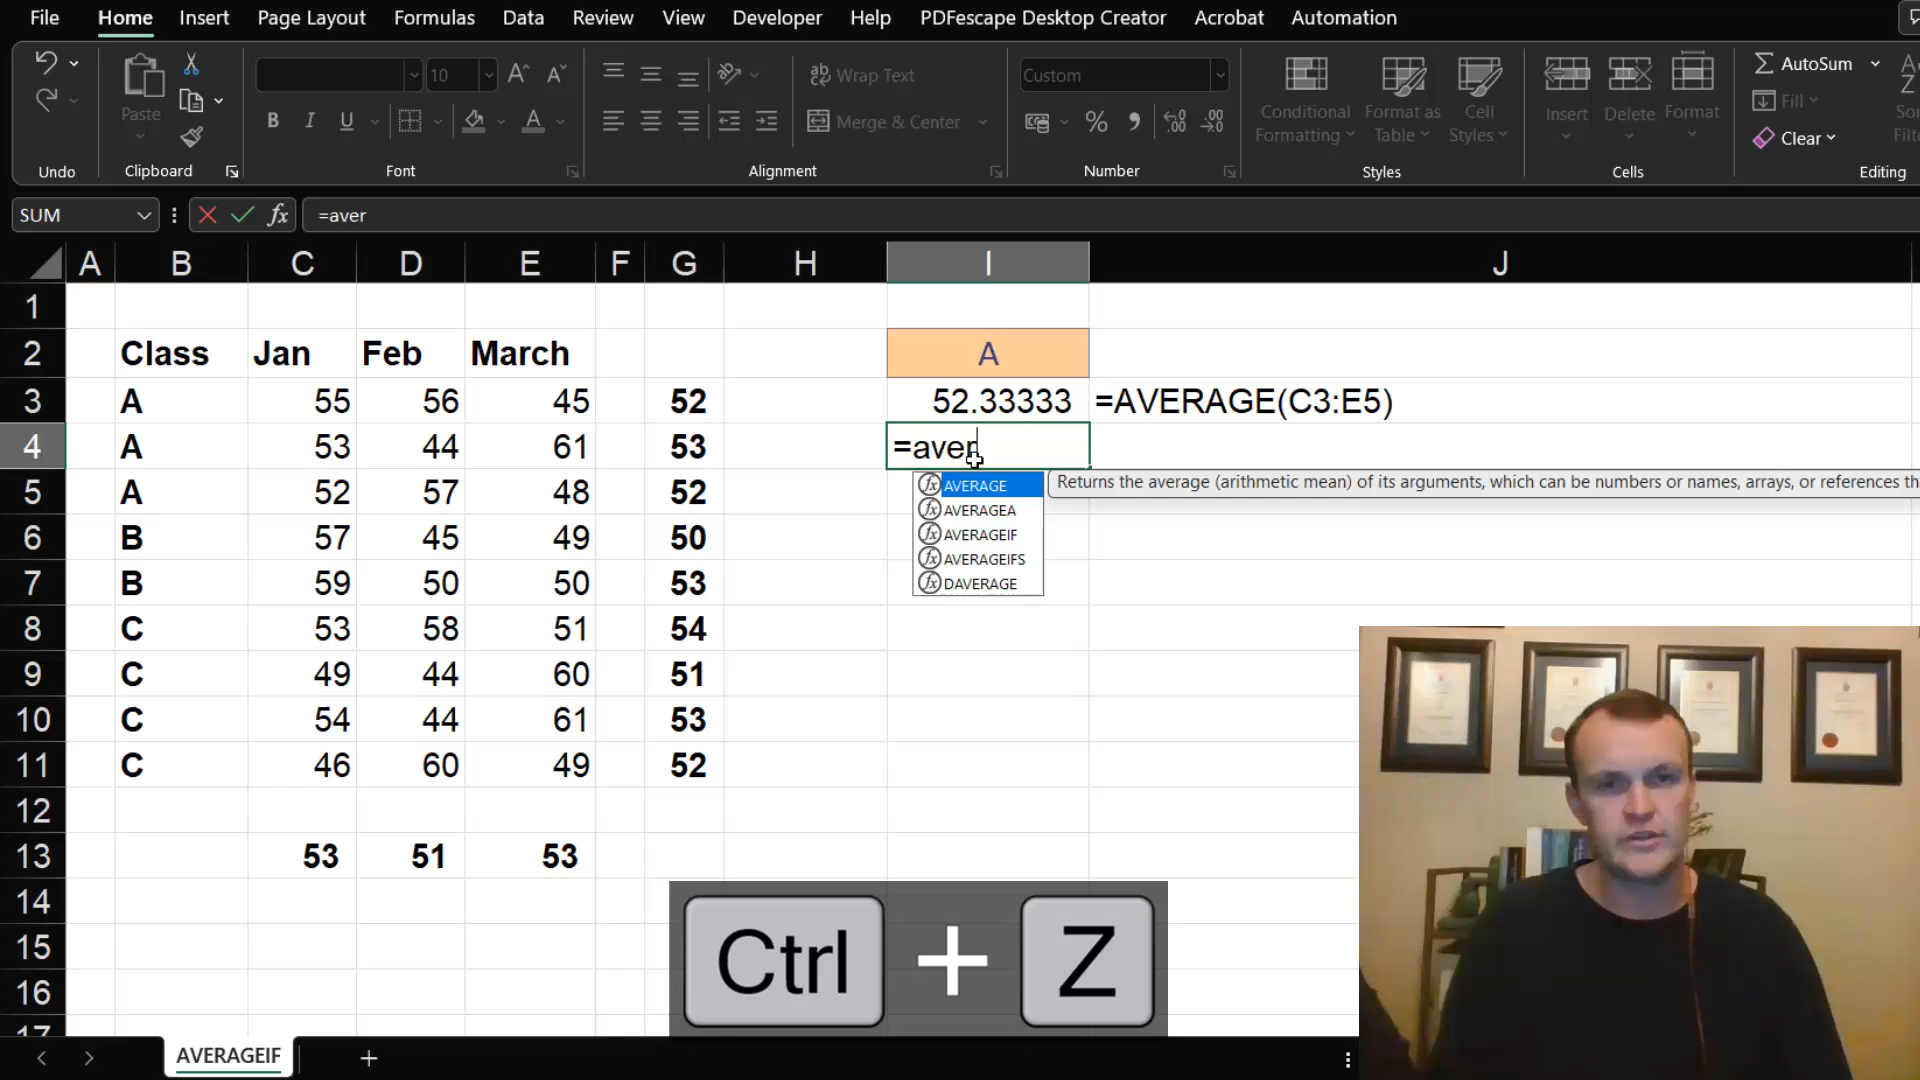 File Home Insert Page Layout Formulas Data Review View Developer Help PDFescape Desktop Creator Acrobat Automation
10 Wrap Text Custom AutoSum
Paste Conditional Format as Cell Insert Delete Format Fill
B I U Merge & Center % Formatting Table Styles Clear
Undo Clipboard Font Alignment Number Styles Cells Editing
SUM fx =aver
A B C D E F G H I J
1
2 Class Jan Feb March A
3 A 55 56 45 52 52.33333 =AVERAGE(C3:E5)
4 A 53 44 61 53 =aver
5 A 52 57 48 52 AVERAGE Returns the average (arithmetic mean) of its arguments, which can be numbers or names, arrays, or references
AVERAGEA
6 B 57 45 49 50 AVERAGEIF
AVERAGEIFS
7 B 59 50 50 53 DAVERAGE
8 C 53 58 51 54
9 C 49 44 60 51
10 C 54 44 61 53
11 C 46 60 49 52
12
13 53 51 53
14
15 Ctrl + Z
16
17
AVERAGEIF